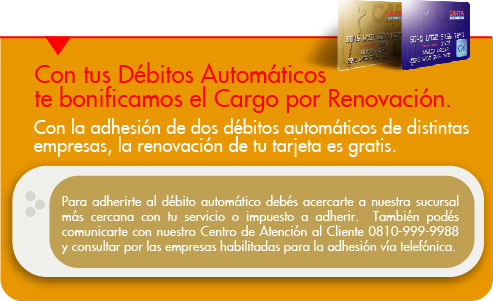 Con tus Débitos Automáticos
te bonificamos el Cargo por Renovación.
Con la adhesión de dos débitos automáticos de distintas
empresas, la renovación de tu tarjeta es gratis.
Para adherirte al débito automático debés acercarte a nuestra sucursal
más cercana con tu servicio o impuesto a adherir. También podés
comunicarte con nuestro Centro de Atención al Cliente 0810-999-9988
y consultar por las empresas habilitadas para la adhesión vía telefónica.